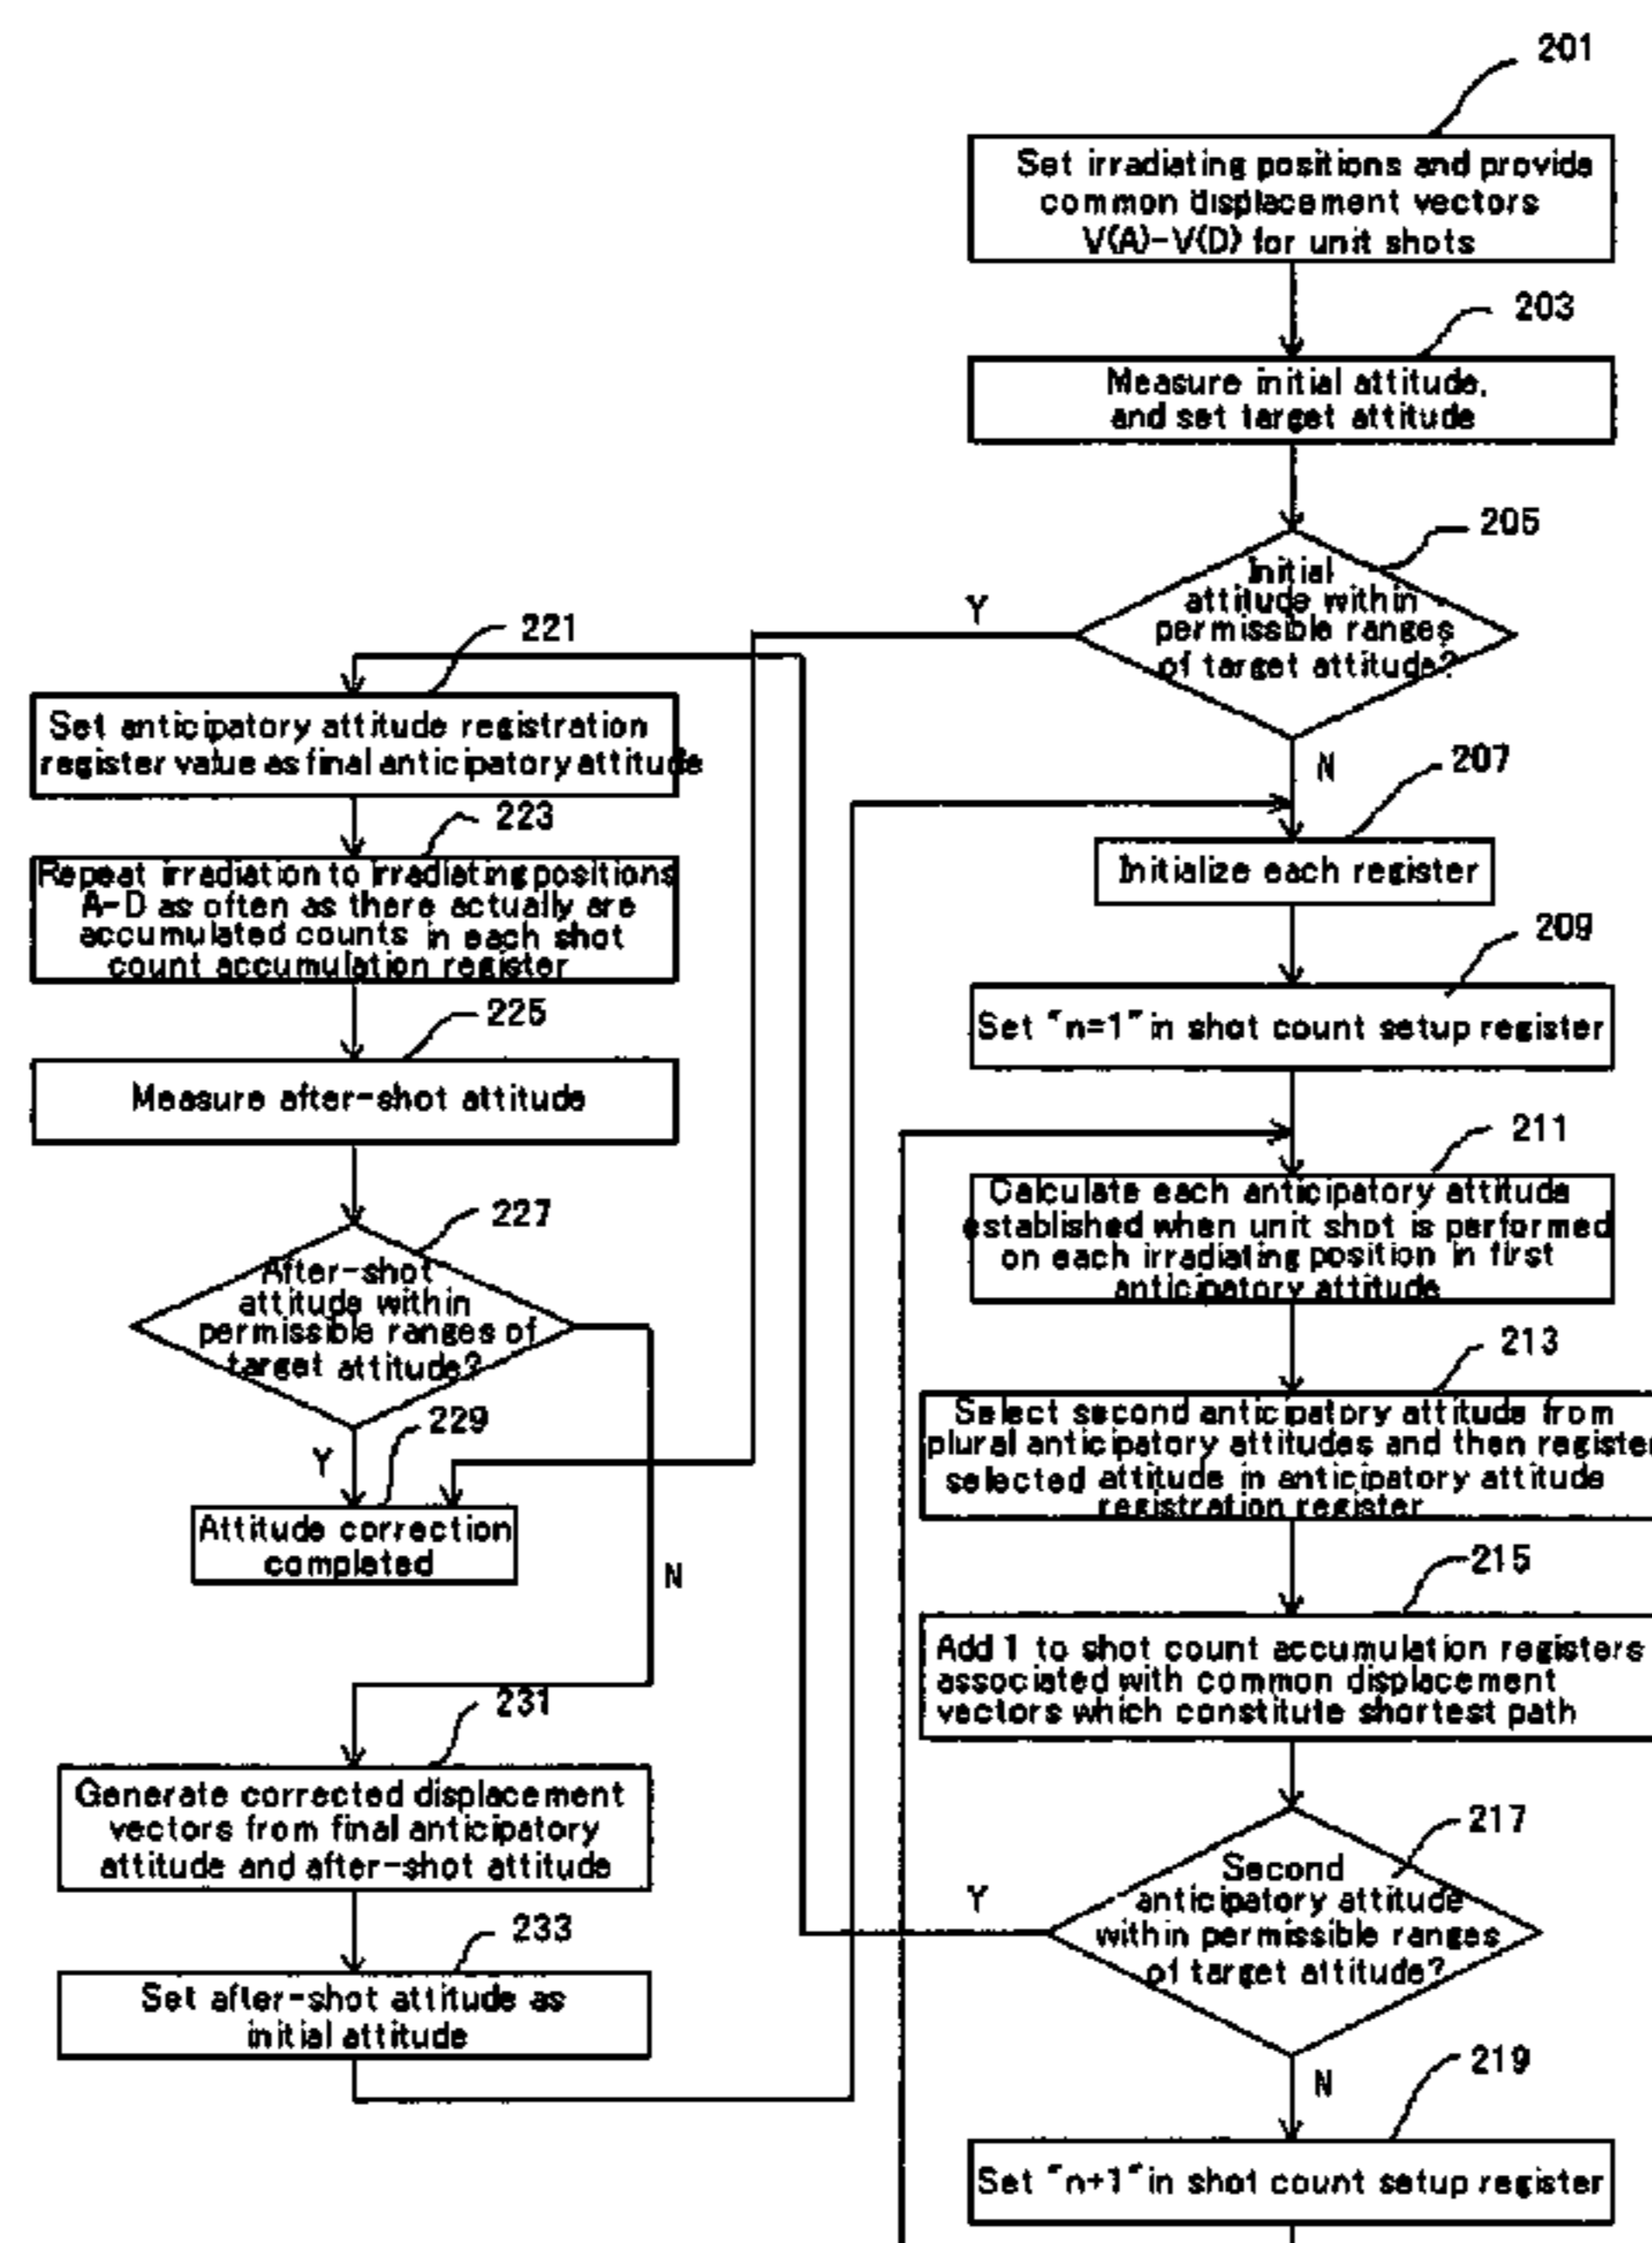 201
Set irradiating positions and provide
common displacement vectors
V(A)-V(D) for unit shots
203
Measure initial attitude,
and set target attitude
205
Initial
attitude within
permissible ranges
of target attitude?
Y
N
207
Initialize each register
209
Set "n=1" in shot count setup register
211
Calculate each anticipatory attitude
established when unit shot is performed
on each irradiating position in first
anticipatory attitude
213
Select second anticipatory attitude from
plural anticipatory attitudes and then register
selected attitude in anticipatory attitude
registration register
215
Add 1 to shot count accumulation registers
associated with common displacement
vectors which constitute shortest path
217
Second
anticipatory attitude
within permissible ranges
of target attitude?
Y
N
219
Set "n+1" in shot count setup register
221
Set anticipatory attitude registration
register value as final anticipatory attitude
223
Repeat irradiation to irradiating positions
A-D as often as there actually are
accumulated counts in each shot
count accumulation register
225
Measure after-shot attitude
227
After-shot
attitude within
permissible ranges of
target attitude?
Y
N
229
Attitude correction
completed
231
Generate corrected displacement
vectors from final anticipatory
attitude and after-shot attitude
233
Set after-shot attitude as
initial attitude